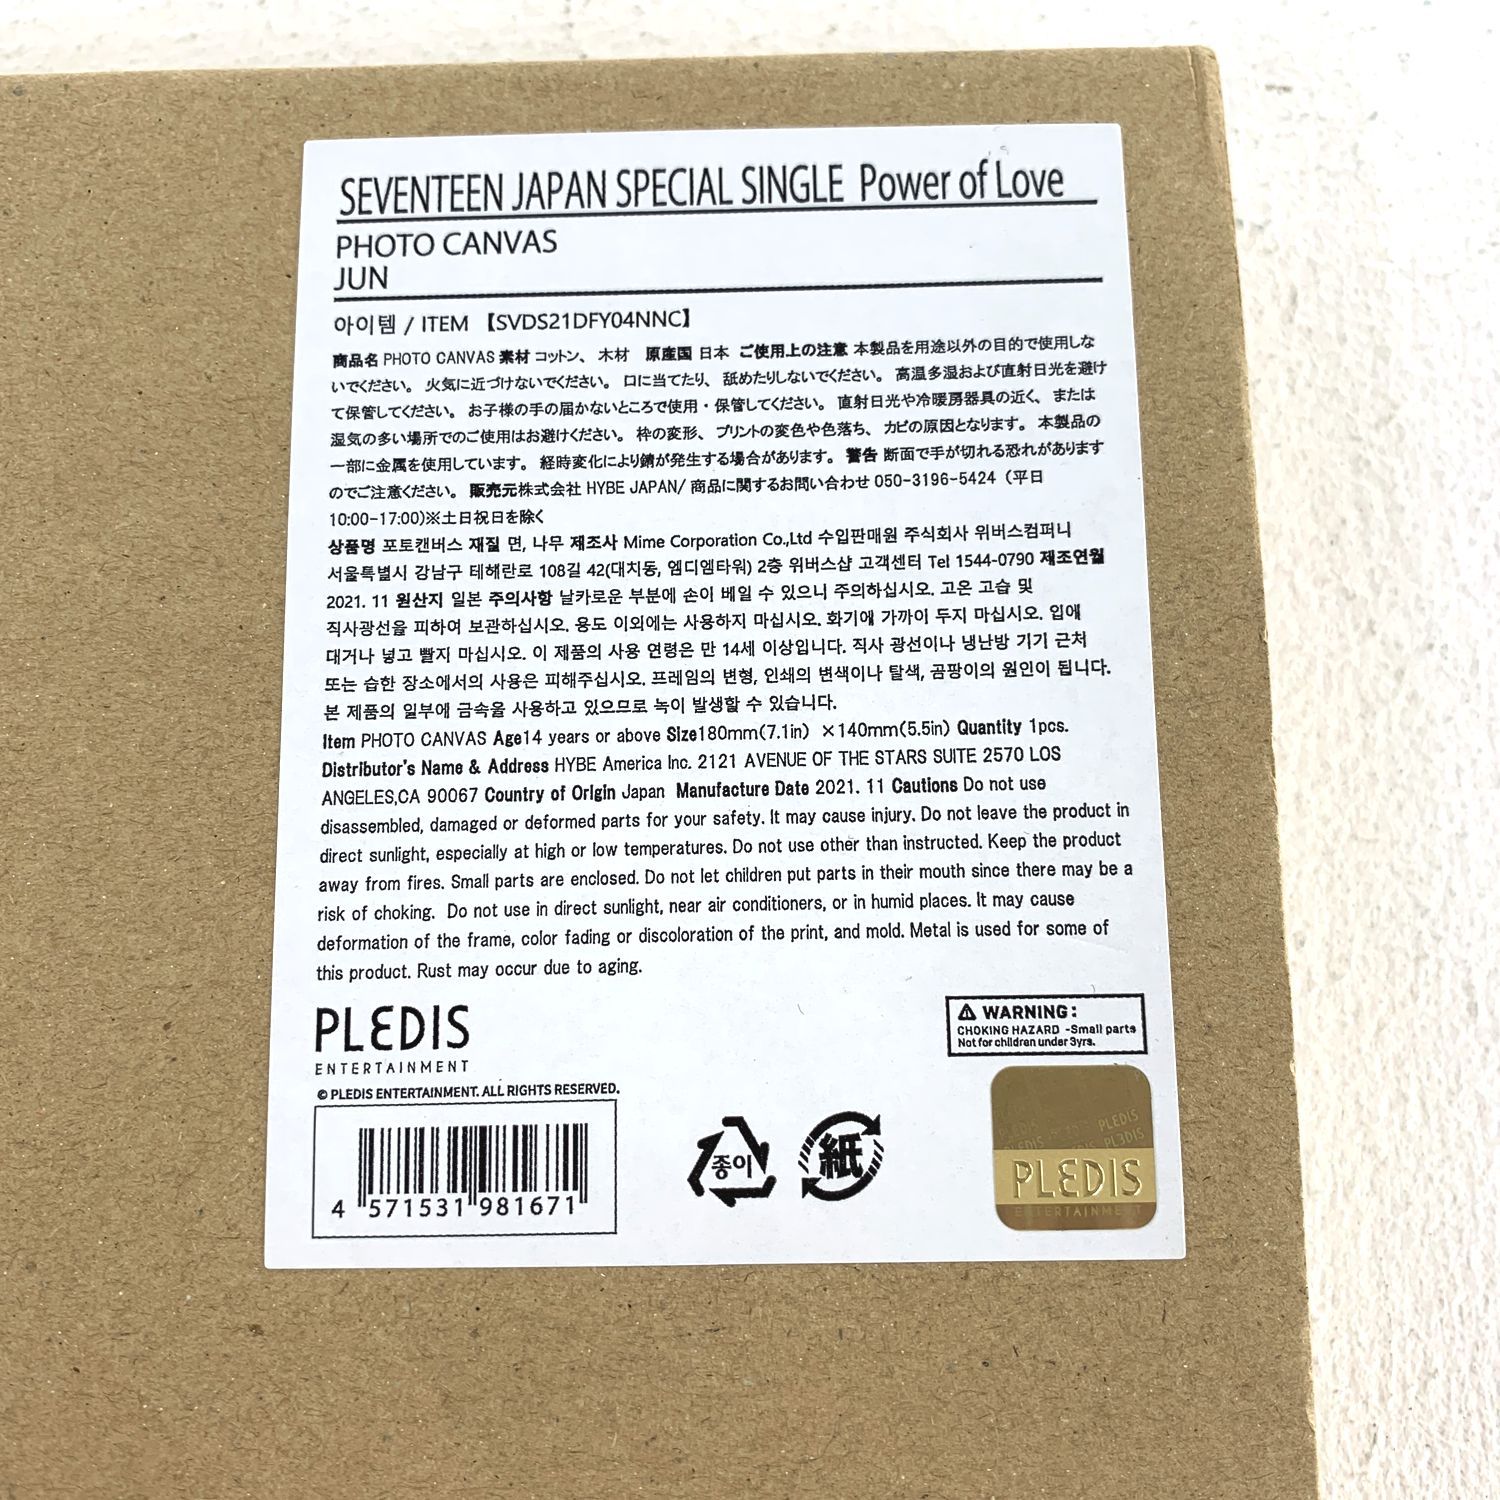 SEVENTEEN JAPAN SPECIAL SINGLE Power of Love
PHOTO CANVAS
JUN
아이템 / ITEM 【SVDS21DFY04NNC】
商品名 PHOTO CANVAS 素材 コットン、木材 原産国 日本 ご使用上の注意 本製品を用途以外の目的で使用しな
いでください。火気に近づけないでください。口に当てたり、舐めたりしないでください。高温多湿および直射日光を避け
て保管してください。お子様の手の届かないところで使用・保管してください。直射日光や冷暖房器具の近く、または
湿気の多い場所でのご使用はお避けください。枠の変形、プリントの変色や色落ち、カビの原因となります。本製品の
一部に金属を使用しています。経時変化により錆が発生する場合があります。警告 断面で手が切れる恐れがあります
のでご注意ください。販売元株式会社 HYBE JAPAN/ 商品に関するお問い合わせ 050-3196-5424（平日
10:00-17:00)※土日祝日を除く
상품명 포토캔버스 재질 면, 나무 제조사 Mime Corporation Co.,Ltd 수입판매원 주식회사 위버스컴퍼니
서울특별시 강남구 테헤란로 108길 42(대치동, 엠디엠타워) 2층 위버스샵 고객센터 Tel 1544-0790 제조연월
2021. 11 원산지 일본 주의사항 날카로운 부분에 손이 베일 수 있으니 주의하십시오. 고온 고습 및
직사광선을 피하여 보관하십시오. 용도 이외에는 사용하지 마십시오. 화기에 가까이 두지 마십시오. 입에
대거나 넣고 빨지 마십시오. 이 제품의 사용 연령은 만 14세 이상입니다. 직사 광선이나 냉난방 기기 근처
또는 습한 장소에서의 사용은 피해주십시오. 프레임의 변형, 인쇄의 변색이나 탈색, 곰팡이의 원인이 됩니다.
본 제품의 일부에 금속을 사용하고 있으므로 녹이 발생할 수 있습니다.
Item PHOTO CANVAS Age14 years or above Size180mm(7.1in) ×140mm(5.5in) Quantity 1pcs.
Distributor's Name & Address HYBE America Inc. 2121 AVENUE OF THE STARS SUITE 2570 LOS
ANGELES,CA 90067 Country of Origin Japan Manufacture Date 2021. 11 Cautions Do not use
disassembled, damaged or deformed parts for your safety. It may cause injury. Do not leave the product in
direct sunlight, especially at high or low temperatures. Do not use other than instructed. Keep the product
away from fires. Small parts are enclosed. Do not let children put parts in their mouth since there may be a
risk of choking. Do not use in direct sunlight, near air conditioners, or in humid places. It may cause
deformation of the frame, color fading or discoloration of the print, and mold. Metal is used for some of
this product. Rust may occur due to aging.
PLEDIS
ENTERTAINMENT
© PLEDIS ENTERTAINMENT. ALL RIGHTS RESERVED.
4 571531 981671
종이
紙
WARNING:
CHOKING HAZARD -Small parts
Not for children under 3yrs.
PLEDIS
ENTERTAINMENT